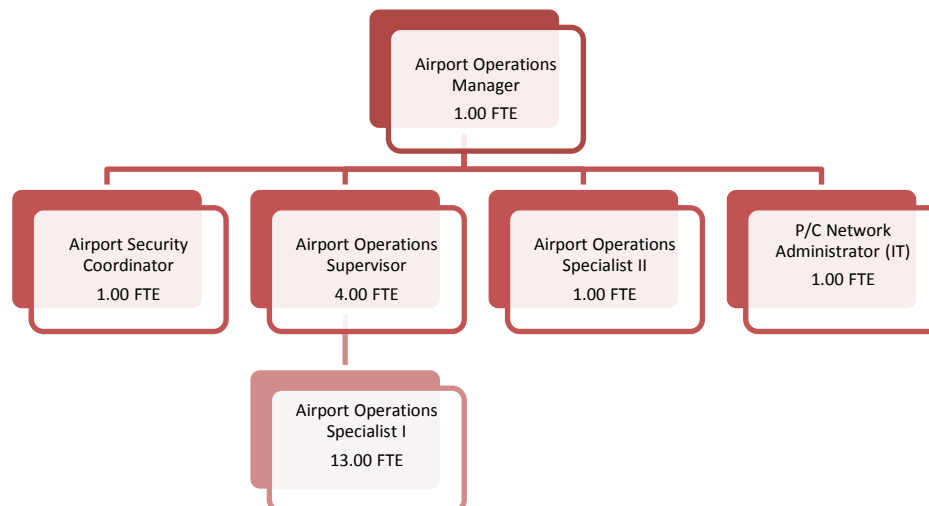 Airport Operations
Manager
1.00 FTE
Airport Security
Coordinator
1.00 FTE
Airport Operations
Supervisor
4.00 FTE
Airport Operations
Specialist II
1.00 FTE
P/C Network
Administrator (IT)
1.00 FTE
Airport Operations
Specialist I
13.00 FTE